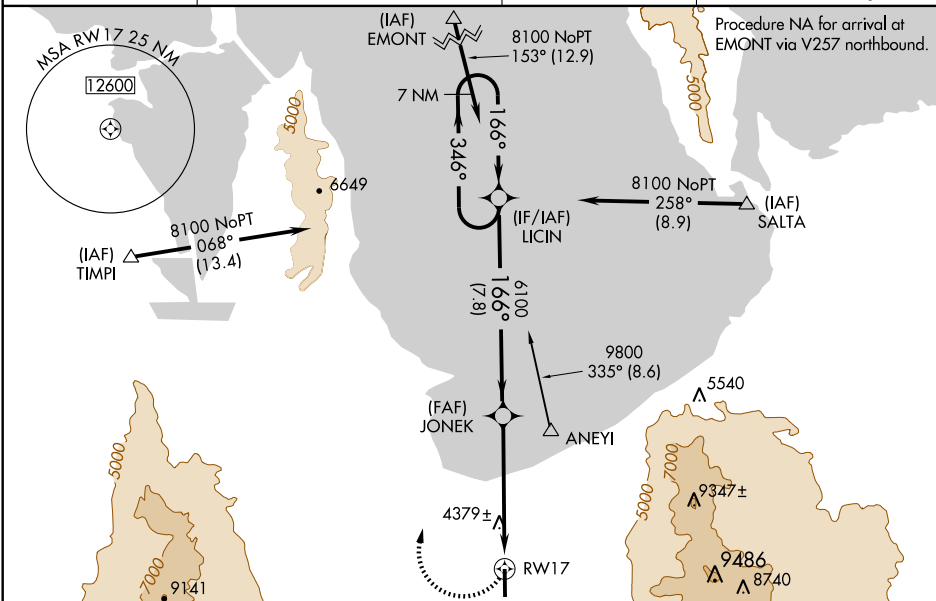 MSA RW17 25 NM
12600
(IAF)
EMONT
8100 NoPT
153° (12.9)
Procedure NA for arrival at
EMONT via V257 northbound.
7 NM
5000
5000
166°
346°
6649
8100 NoPT
258°
(8.9)
(IAF)
SALTA
(IF/IAF)
LICIN
8100 NoPT
068°
(13.4)
(IAF)
TIMPI
6100
166°
(7.8)
9800
335° (8.6)
5540
(FAF)
JONEK
ANEYI
5000
7000
5000
9347±
4379±
RW17
9486
8740
7000
9141